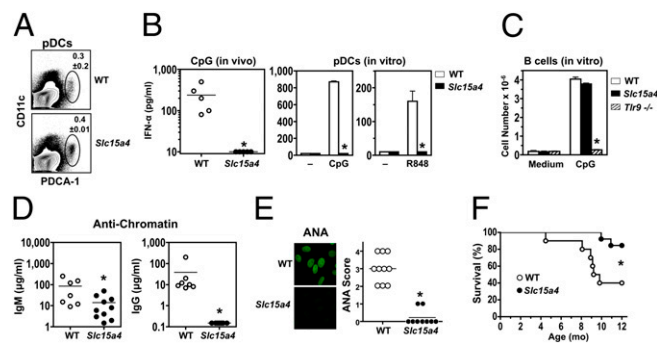 A
pDCs
0.3
±0.2
WT
CD11c
0.4
±0.01
Slc15a4
PDCA-1
B
CpG (in vivo)
IFN-α (pg/ml)
1,000
100
10
WT Slc15a4
pDCs (in vitro)
WT
Slc15a4
1,000
800
600
400
200
0
*
– CpG
200
150
100
50
0
*
– R848
*
C
B cells (in vitro)
WT
Slc15a4
Tlr9 -/-
Cell Number x 10-6
4
3
2
1
0
*
Medium CpG
D
Anti-Chromatin
IgM (µg/ml)
10,000
1,000
100
10
1
*
WT Slc15a4
IgG (µg/ml)
1,000
100
10
1
0.1
*
WT Slc15a4
E
ANA
WT
Slc15a4
ANA Score
5
4
3
2
1
0
*
WT Slc15a4
F
Survival (%)
100
80
60
40
20
0
WT
Slc15a4
*
0 2 4 6 8 10 12
Age (mo)